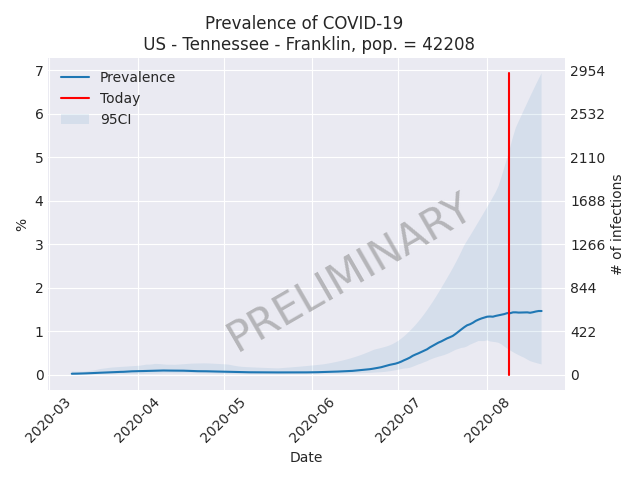 Prevalence of COVID-19
US - Tennessee - Franklin, pop. = 42208
Prevalence
Today
95CI
PRELIMINARY
7
6
5
4
3
2
1
0
%
2954
2532
2110
1688
1266
844
422
0
# of infections
2020-03
2020-04
2020-05
2020-06
2020-07
2020-08
Date